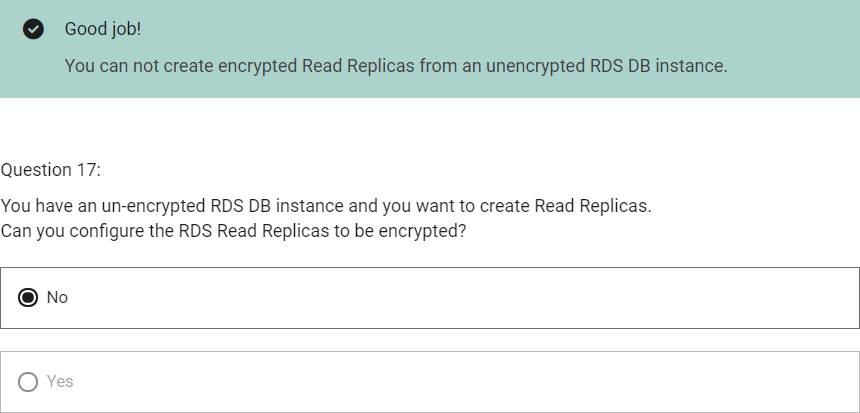 Good job!
You can not create encrypted Read Replicas from an unencrypted RDS DB instance.
Question 17:
You have an un-encrypted RDS DB instance and you want to create Read Replicas.
Can you configure the RDS Read Replicas to be encrypted?
No
Yes